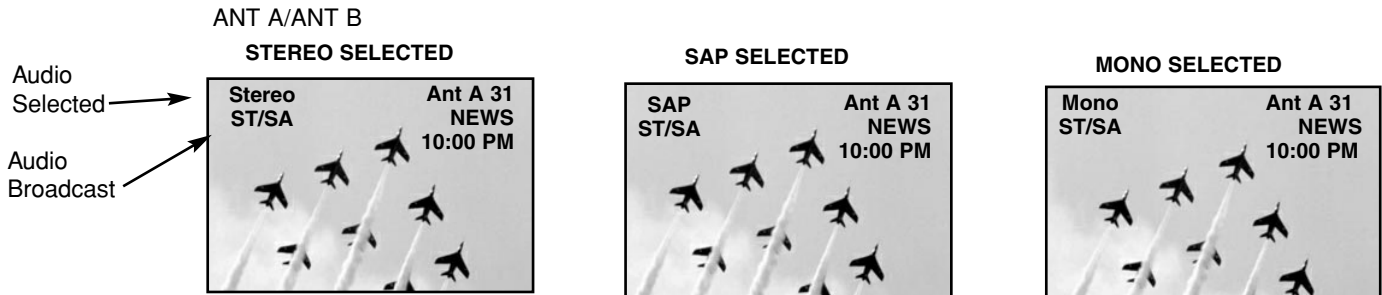 ANT A/ANT B
STEREO SELECTED
SAP SELECTED
MONO SELECTED
Audio
Selected
Audio
Broadcast
Stereo
ST/SA
Ant A 31
NEWS
10:00 PM
SAP
ST/SA
Ant A 31
NEWS
10:00 PM
Mono
ST/SA
Ant A 31
NEWS
10:00 PM